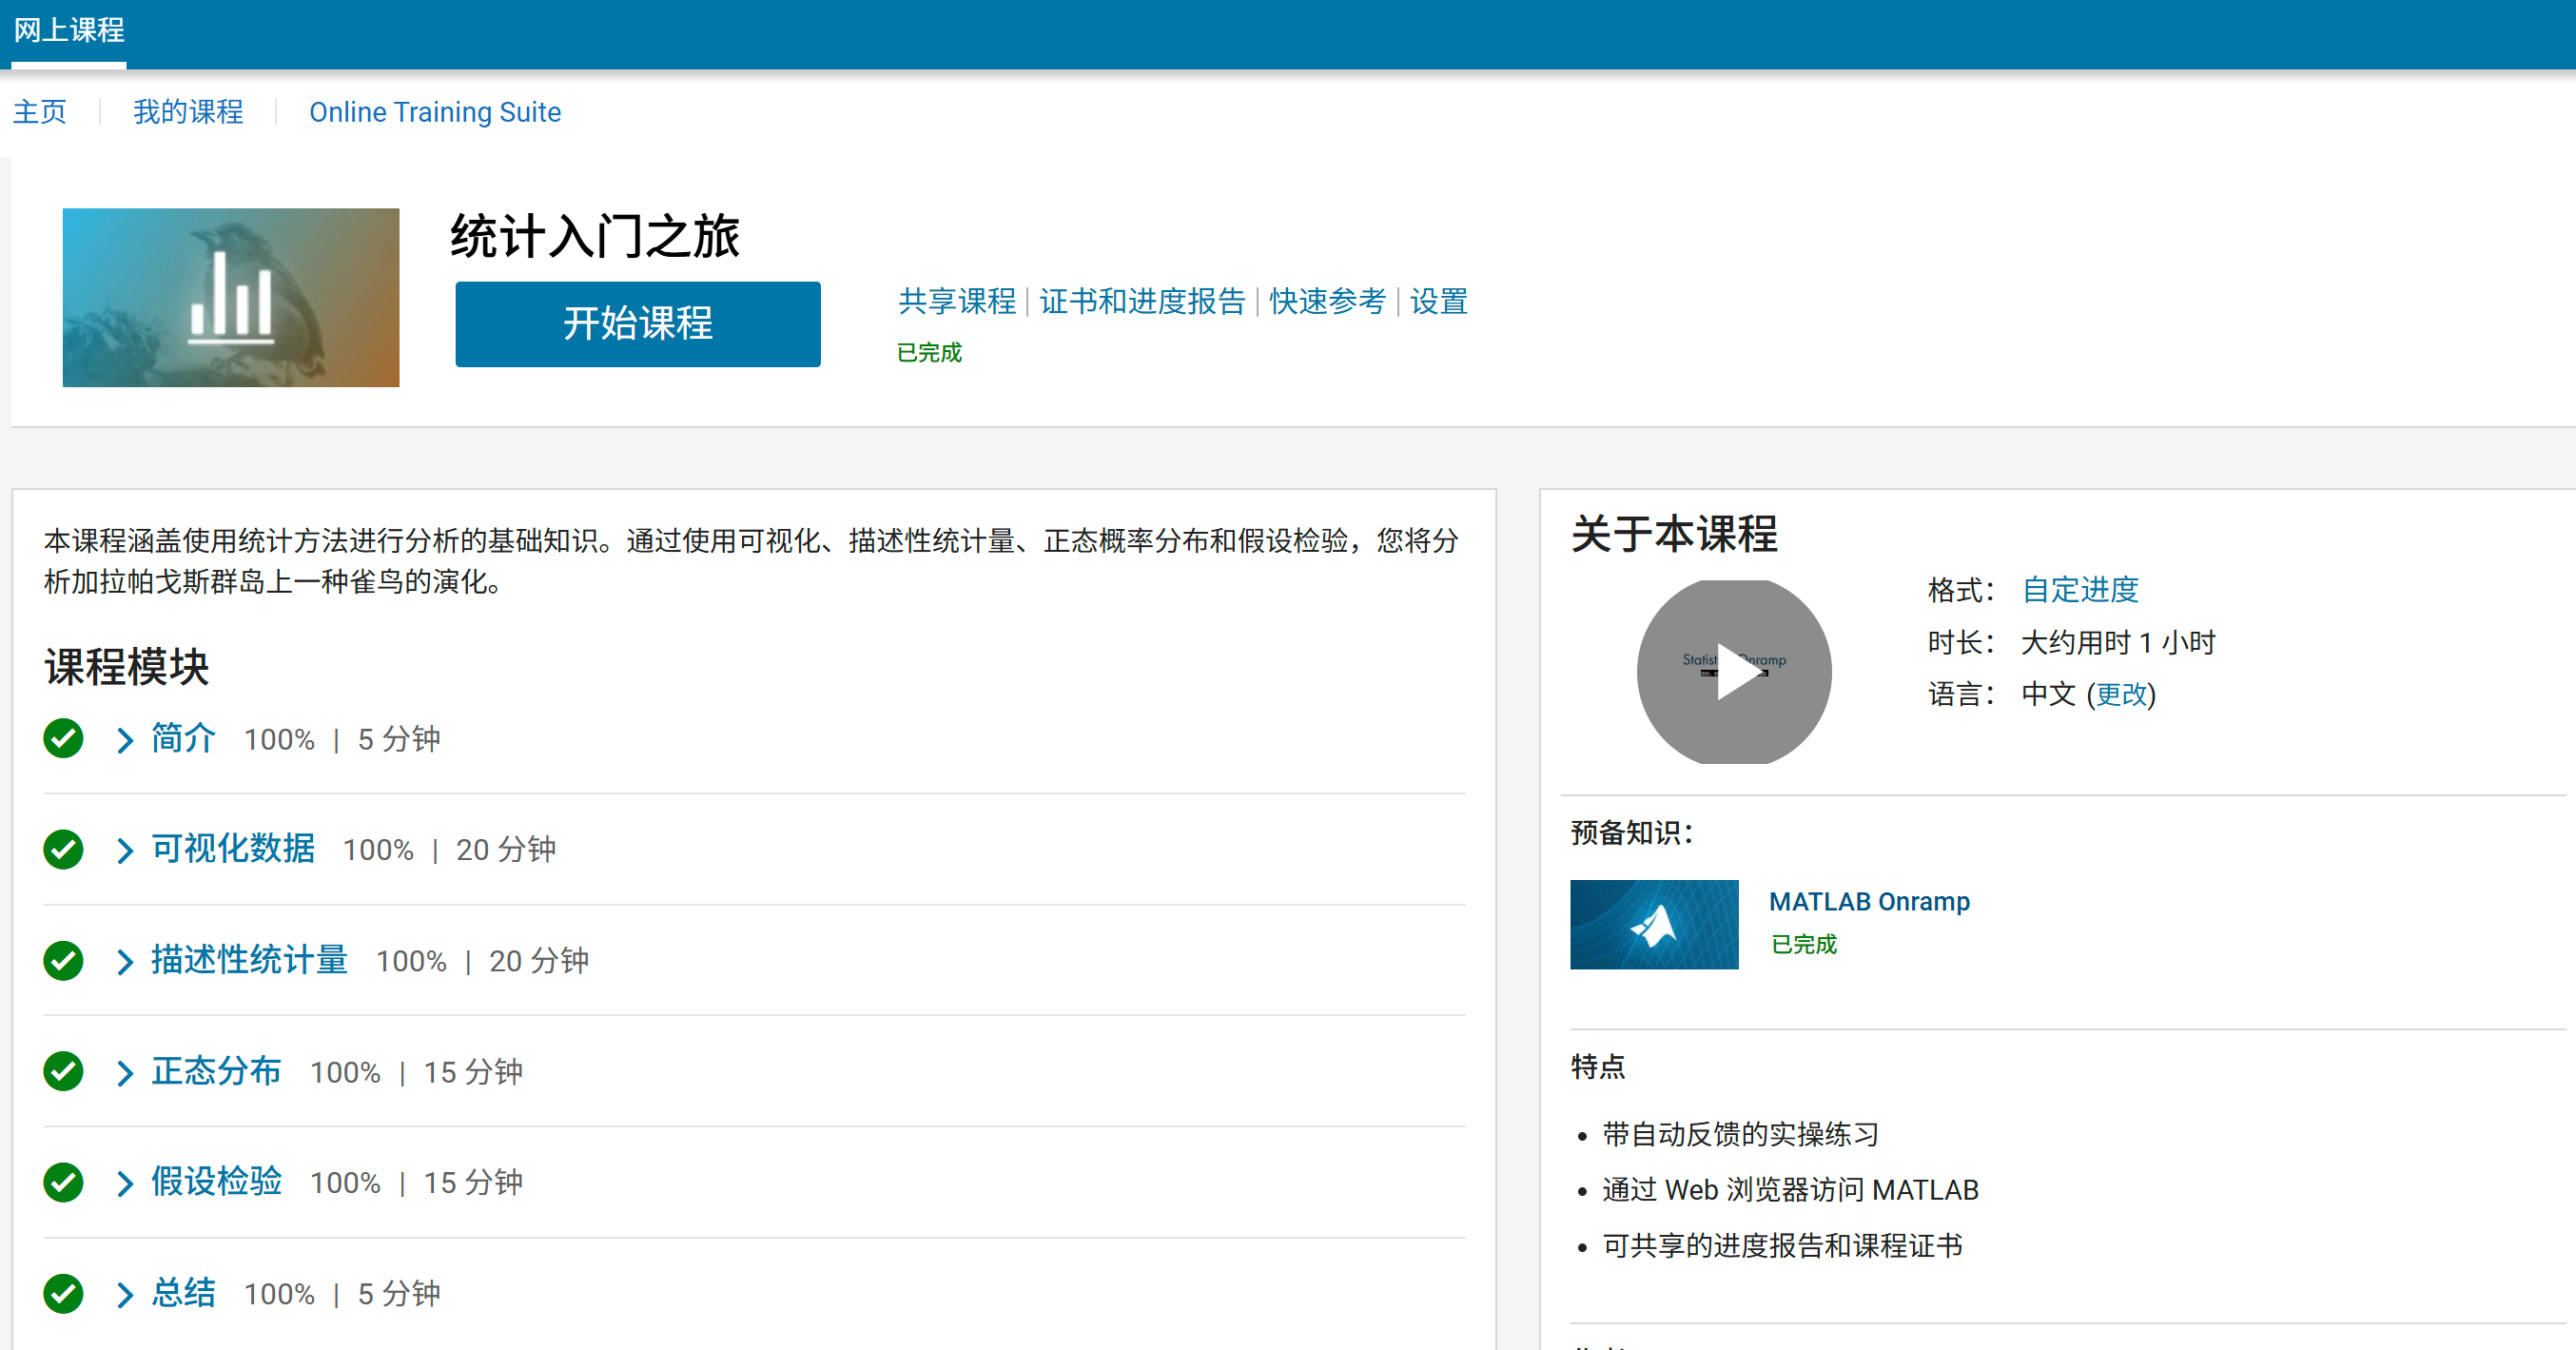 网上课程
主页
我的课程
Online Training Suite
统计入门之旅
开始课程
共享课程 | 证书和进度报告 | 快速参考 | 设置
已完成
本课程涵盖使用统计方法进行分析的基础知识。通过使用可视化、描述性统计量、正态概率分布和假设检验，您将分
析加拉帕戈斯群岛上一种雀鸟的演化。
课程模块
简介 100% | 5 分钟
可视化数据 100% | 20 分钟
描述性统计量 100% | 20 分钟
正态分布 100% | 15 分钟
假设检验 100% | 15 分钟
总结 100% | 5 分钟
关于本课程
格式： 自定进度
时长： 大约用时 1 小时
语言： 中文 (更改)
预备知识：
MATLAB Onramp
已完成
特点
• 带自动反馈的实操练习
• 通过 Web 浏览器访问 MATLAB
• 可共享的进度报告和课程证书